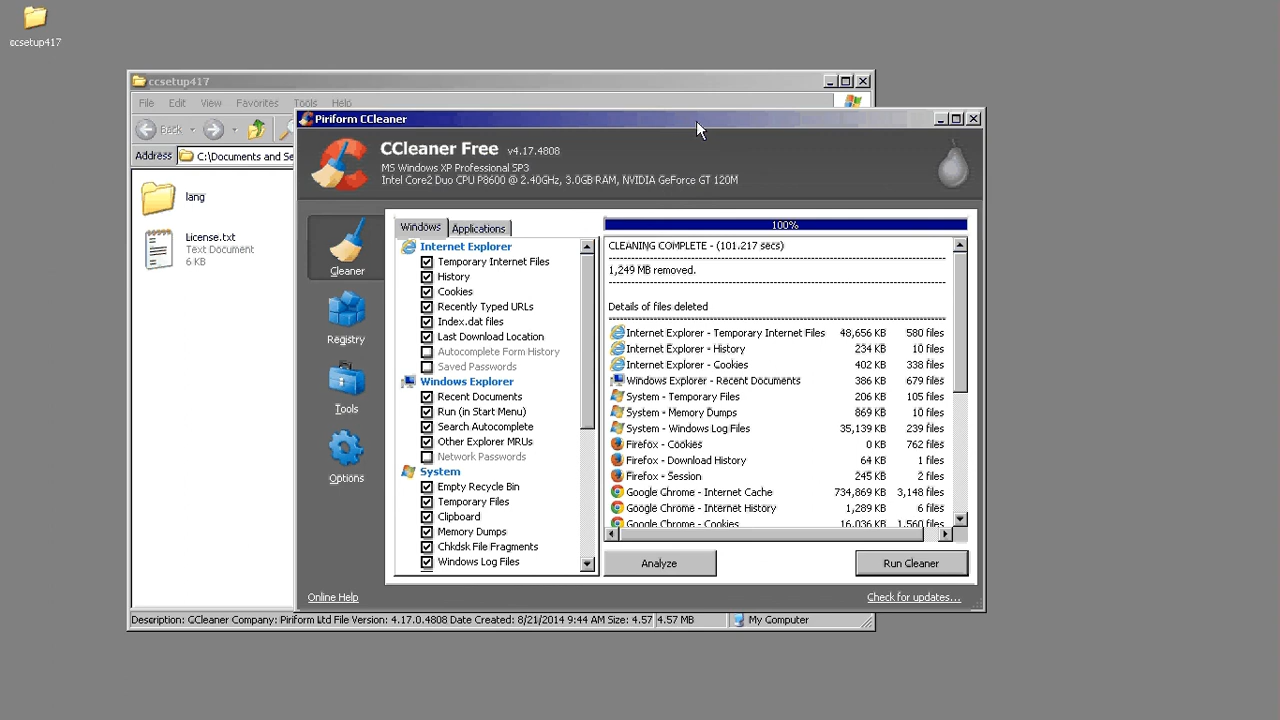 ccsetup417
ccsetup417
File Edit View Favorites Tools Help
Back
Address C:\Documents and Se
lang
License.txt
Text Document
6 KB
Description: CCleaner Company: Piriform Ltd File Version: 4.17.0.4808 Date Created: 8/21/2014 9:44 AM Size: 4.57 4.57 MB My Computer
Piriform CCleaner
CCleaner Free v4.17.4808
MS Windows XP Professional SP3
Intel Core2 Duo CPU P8600 @ 2.40GHz, 3.0GB RAM, NVIDIA GeForce GT 120M
Cleaner
Registry
Tools
Options
Windows Applications
Internet Explorer
Temporary Internet Files
History
Cookies
Recently Typed URLs
Index.dat files
Last Download Location
Autocomplete Form History
Saved Passwords
Windows Explorer
Recent Documents
Run (in Start Menu)
Search Autocomplete
Other Explorer MRUs
Network Passwords
System
Empty Recycle Bin
Temporary Files
Clipboard
Memory Dumps
Chkdsk File Fragments
Windows Log Files
100%
CLEANING COMPLETE - (101.217 secs)
1,249 MB removed.
Details of files deleted
Internet Explorer - Temporary Internet Files 48,656 KB 580 files
Internet Explorer - History 234 KB 10 files
Internet Explorer - Cookies 402 KB 338 files
Windows Explorer - Recent Documents 386 KB 679 files
System - Temporary Files 206 KB 105 files
System - Memory Dumps 869 KB 10 files
System - Windows Log Files 35,139 KB 239 files
Firefox - Cookies 0 KB 762 files
Firefox - Download History 64 KB 1 files
Firefox - Session 245 KB 2 files
Google Chrome - Internet Cache 734,869 KB 3,148 files
Google Chrome - Internet History 1,289 KB 6 files
Google Chrome - Cookies 16,036 KB 1,560 files
Analyze Run Cleaner
Online Help Check for updates...